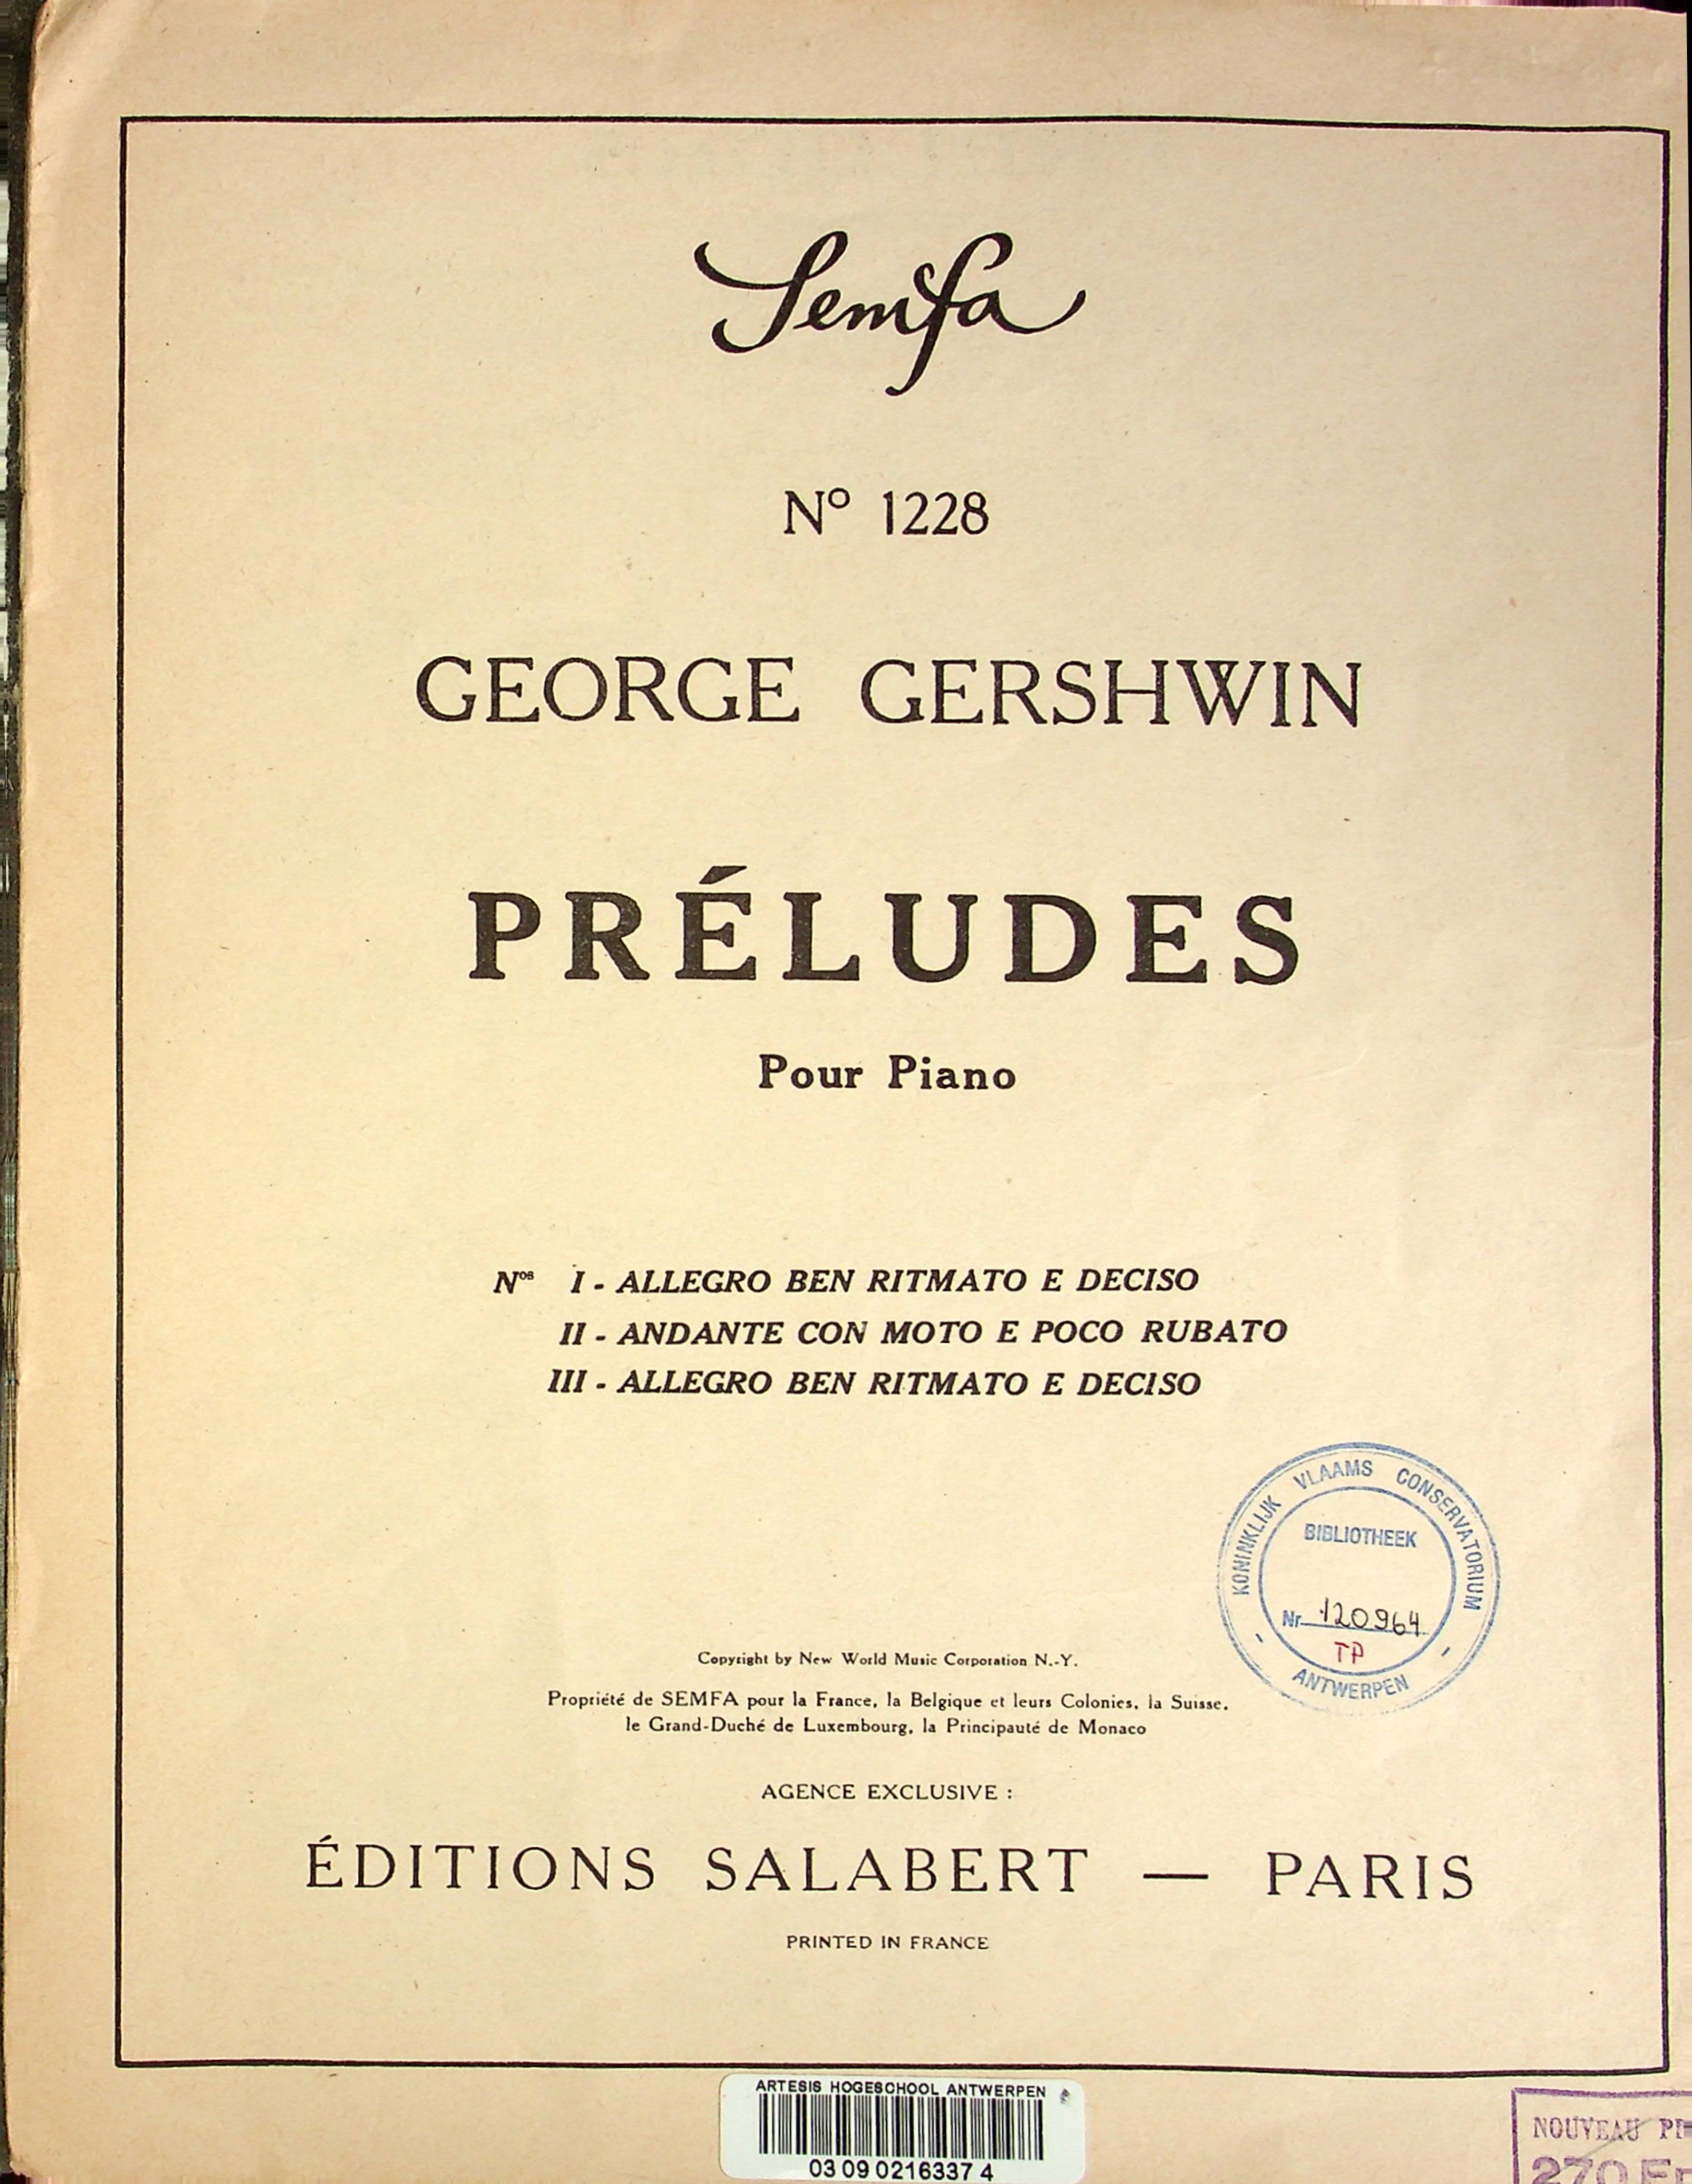 Semfa
Nº 1228
GEORGE GERSHWIN
PRÉLUDES
Pour Piano
Nos I - ALLEGRO BEN RITMATO E DECISO
II - ANDANTE CON MOTO E POCO RUBATO
III - ALLEGRO BEN RITMATO E DECISO
KONINKLIJK VLAAMS CONSERVATORIUM
BIBLIOTHEEK
Nr 120964
TP
- ANTWERPEN -
Copyright by New World Music Corporation N.-Y.
Propriété de SEMFA pour la France, la Belgique et leurs Colonies, la Suisse,
le Grand-Duché de Luxembourg, la Principauté de Monaco
AGENCE EXCLUSIVE :
ÉDITIONS SALABERT — PARIS
PRINTED IN FRANCE
ARTESIS HOGESCHOOL ANTWERPEN
03 09 0216337 4
NOUVEAU
270